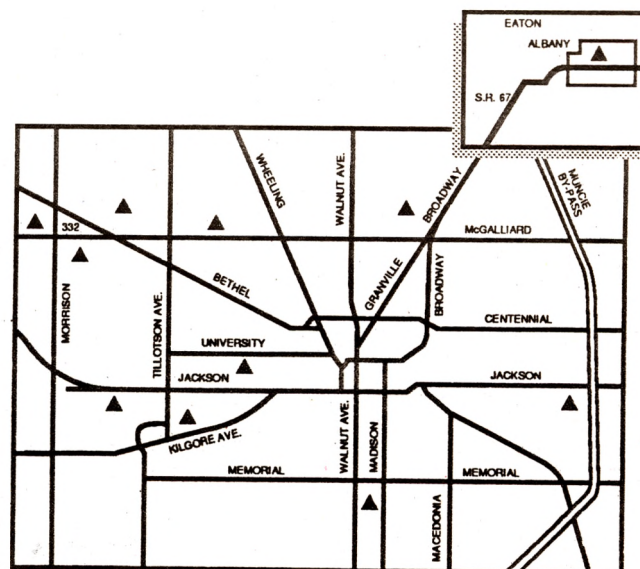 EATON
ALBANY
S.R. 67
WHEELING
WALNUT AVE.
BROADWAY
MUNCIE
BY-PASS
332
McGALLIARD
MORRISON
BETHEL
TILLOTSON AVE.
GRANVILLE
BROADWAY
CENTENNIAL
UNIVERSITY
JACKSON
JACKSON
KILGORE AVE.
WALNUT AVE.
MADISON
MEMORIAL
MEMORIAL
MACEDONIA